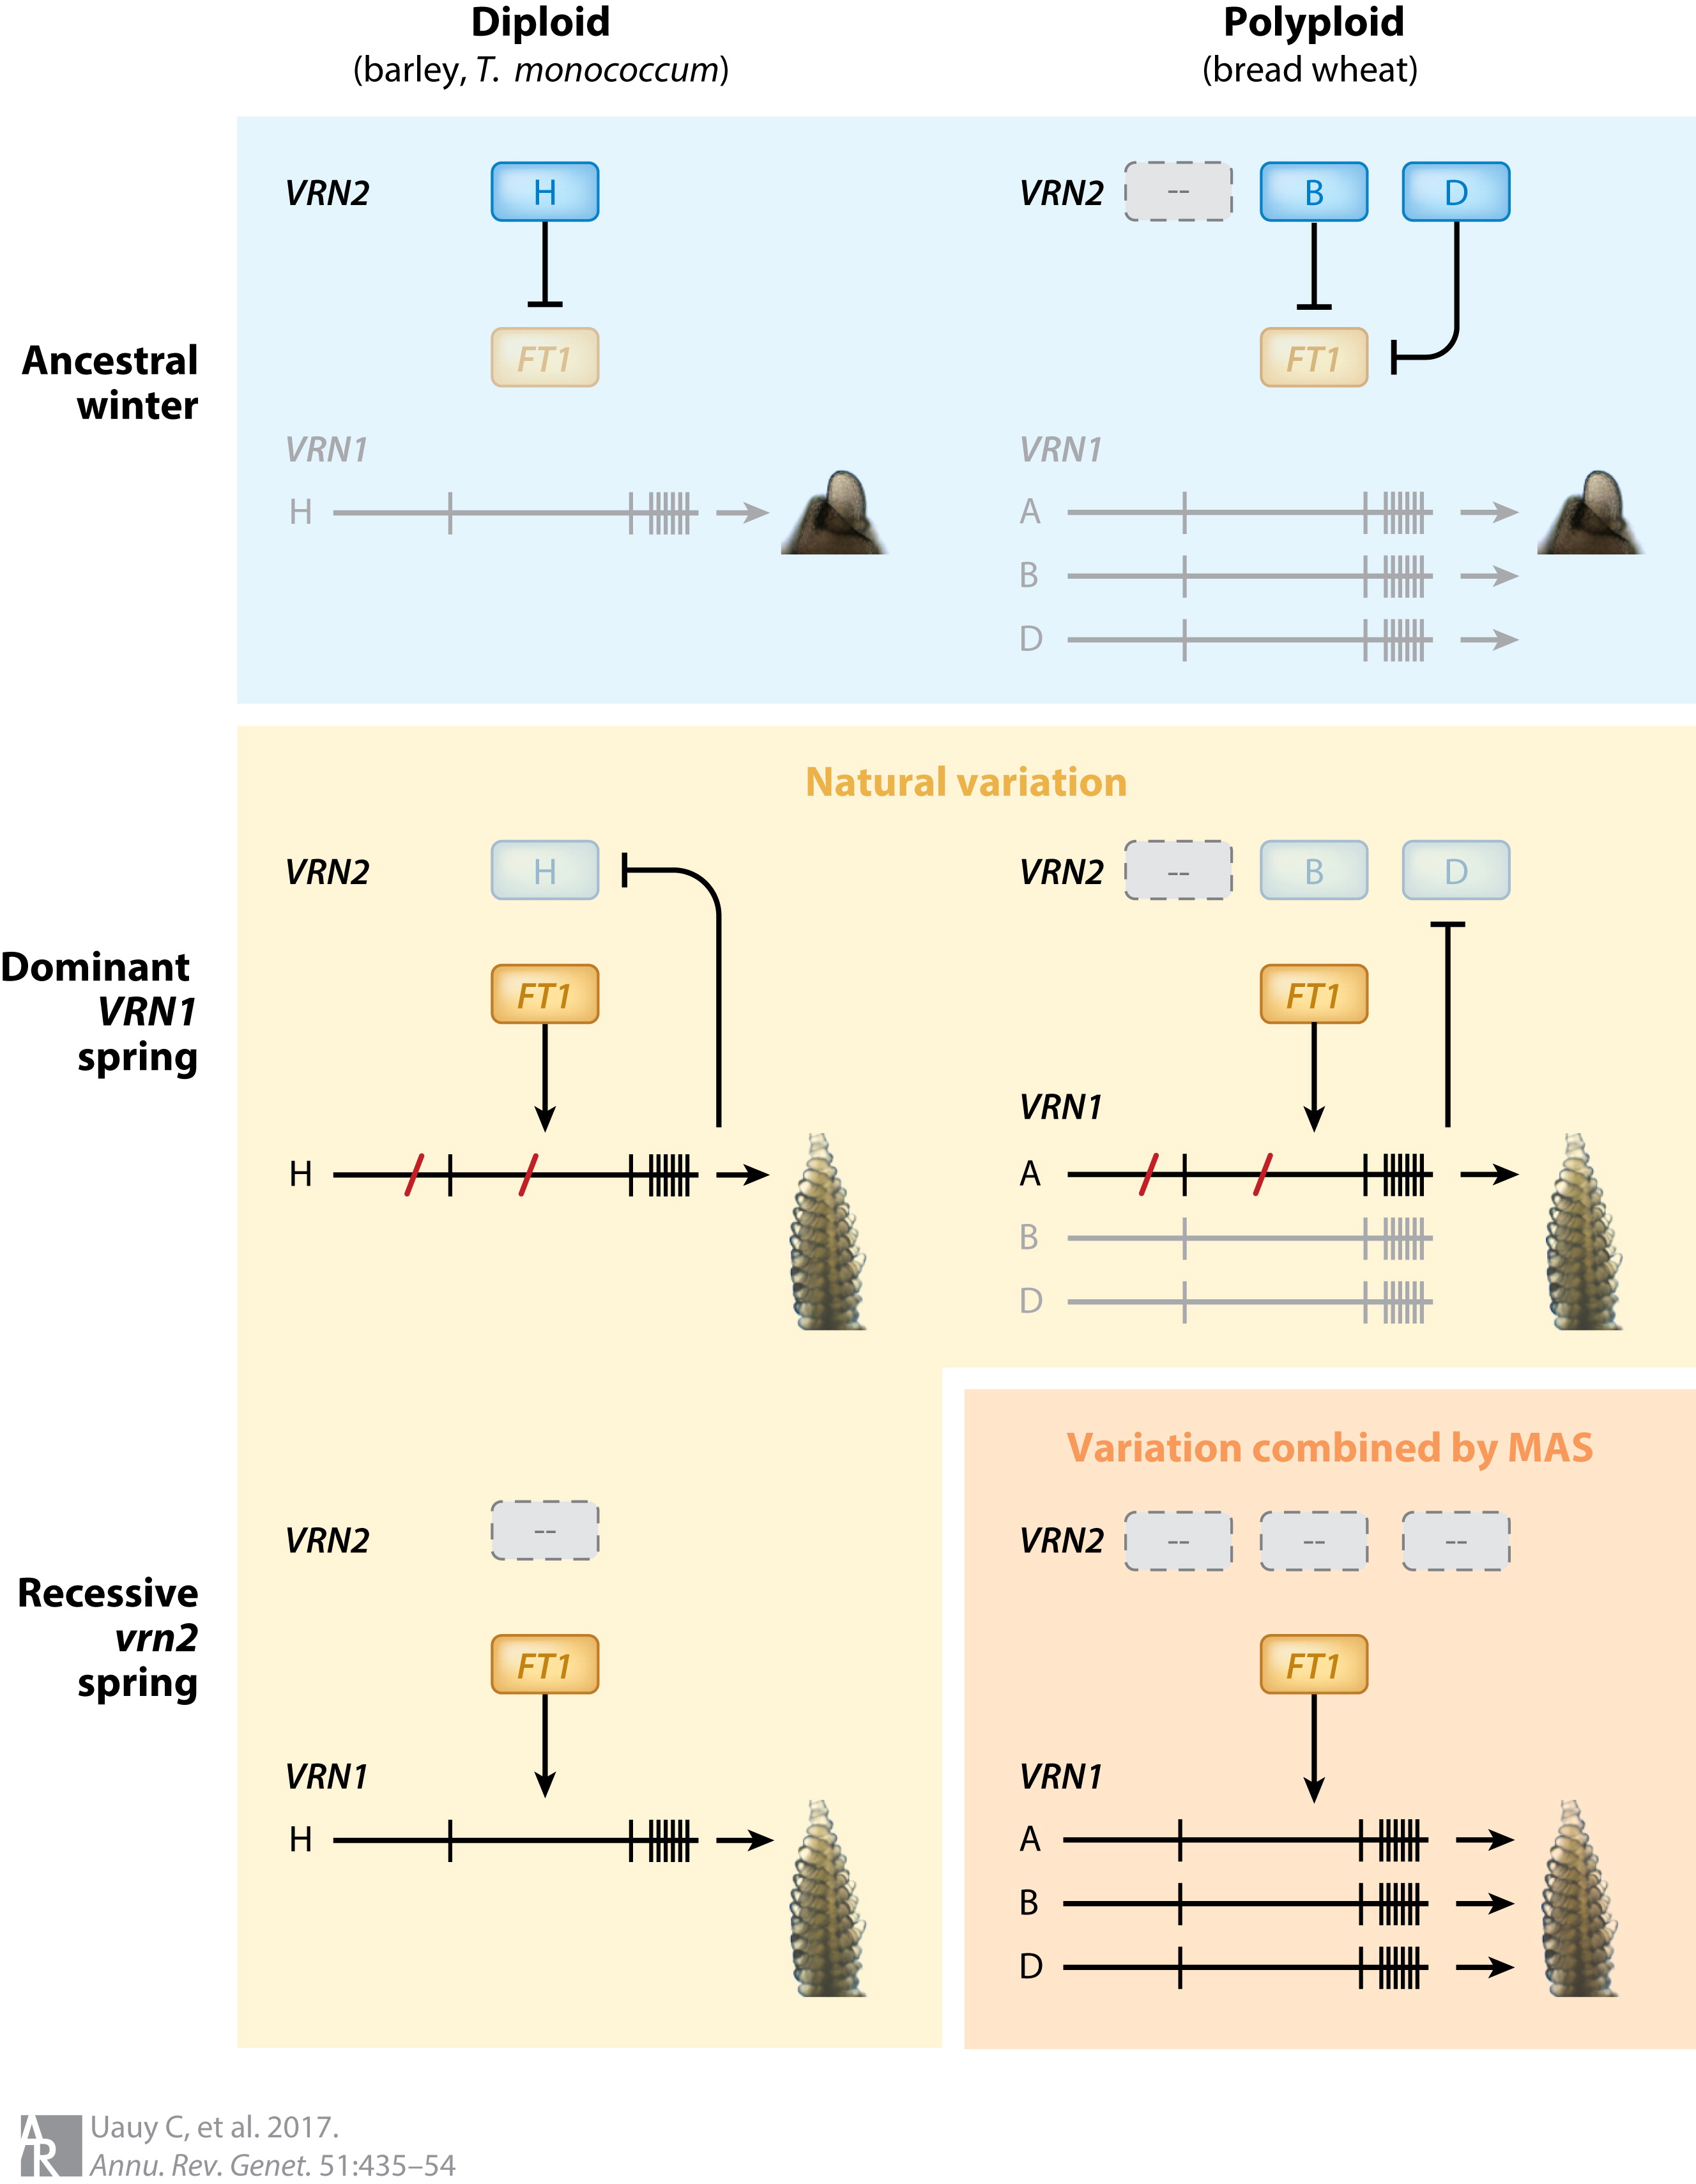 Diploid
(barley, T. monococcum)
Polyploid
(bread wheat)
Ancestral
winter
VRN2
H
FT1
VRN1
H
VRN2
--
B
D
FT1
VRN1
A
B
D
Natural variation
Dominant
VRN1
spring
VRN2
H
FT1
H
VRN2
--
B
D
FT1
VRN1
A
B
D
Recessive
vrn2
spring
VRN2
--
FT1
VRN1
H
Variation combined by MAS
VRN2
--
--
--
FT1
VRN1
A
B
D
AR
Uauy C, et al. 2017.
Annu. Rev. Genet. 51:435–54